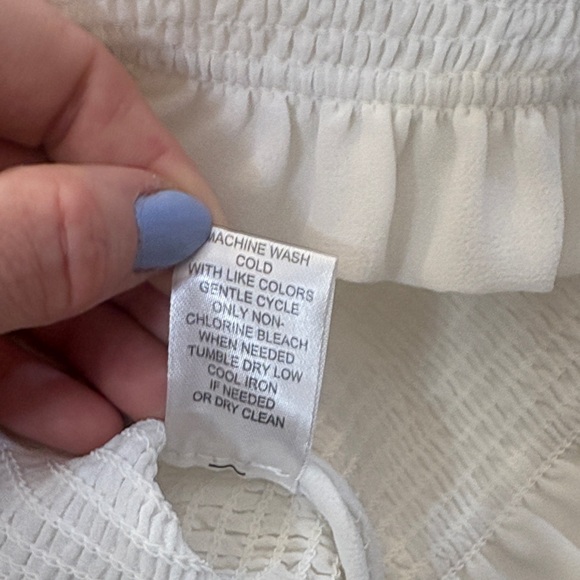 MACHINE WASH
COLD
WITH LIKE COLORS
GENTLE CYCLE
ONLY NON-
CHLORINE BLEACH
WHEN NEEDED
TUMBLE DRY LOW
COOL IRON
IF NEEDED
OR DRY CLEAN